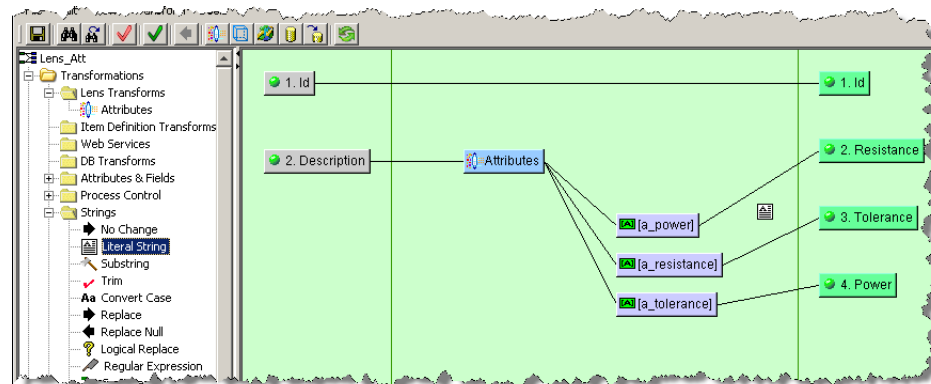 Lens_Att
Transformations
Lens Transforms
Attributes
Item Definition Transforms
Web Services
DB Transforms
Attributes & Fields
Process Control
Strings
No Change
Literal String
Substring
Trim
Aa Convert Case
Replace
Replace Null
Logical Replace
Regular Expression
1. Id
1. Id
2. Description
Attributes
2. Resistance
[a_power]
3. Tolerance
[a_resistance]
4. Power
[a_tolerance]